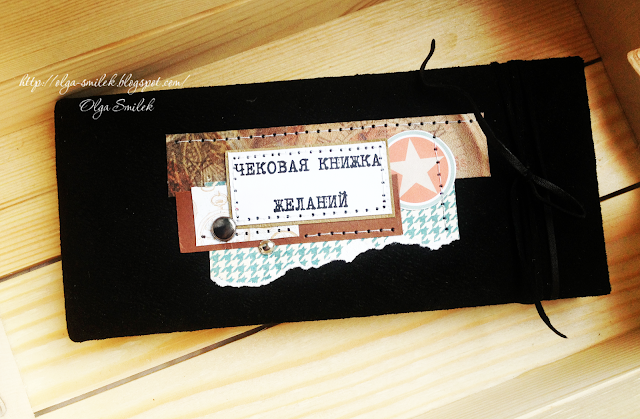 http://olga-smilek.blogspot.com/
Olga Smilek
ЧЕКОВАЯ КНИЖКА
ЖЕЛАНИЙ